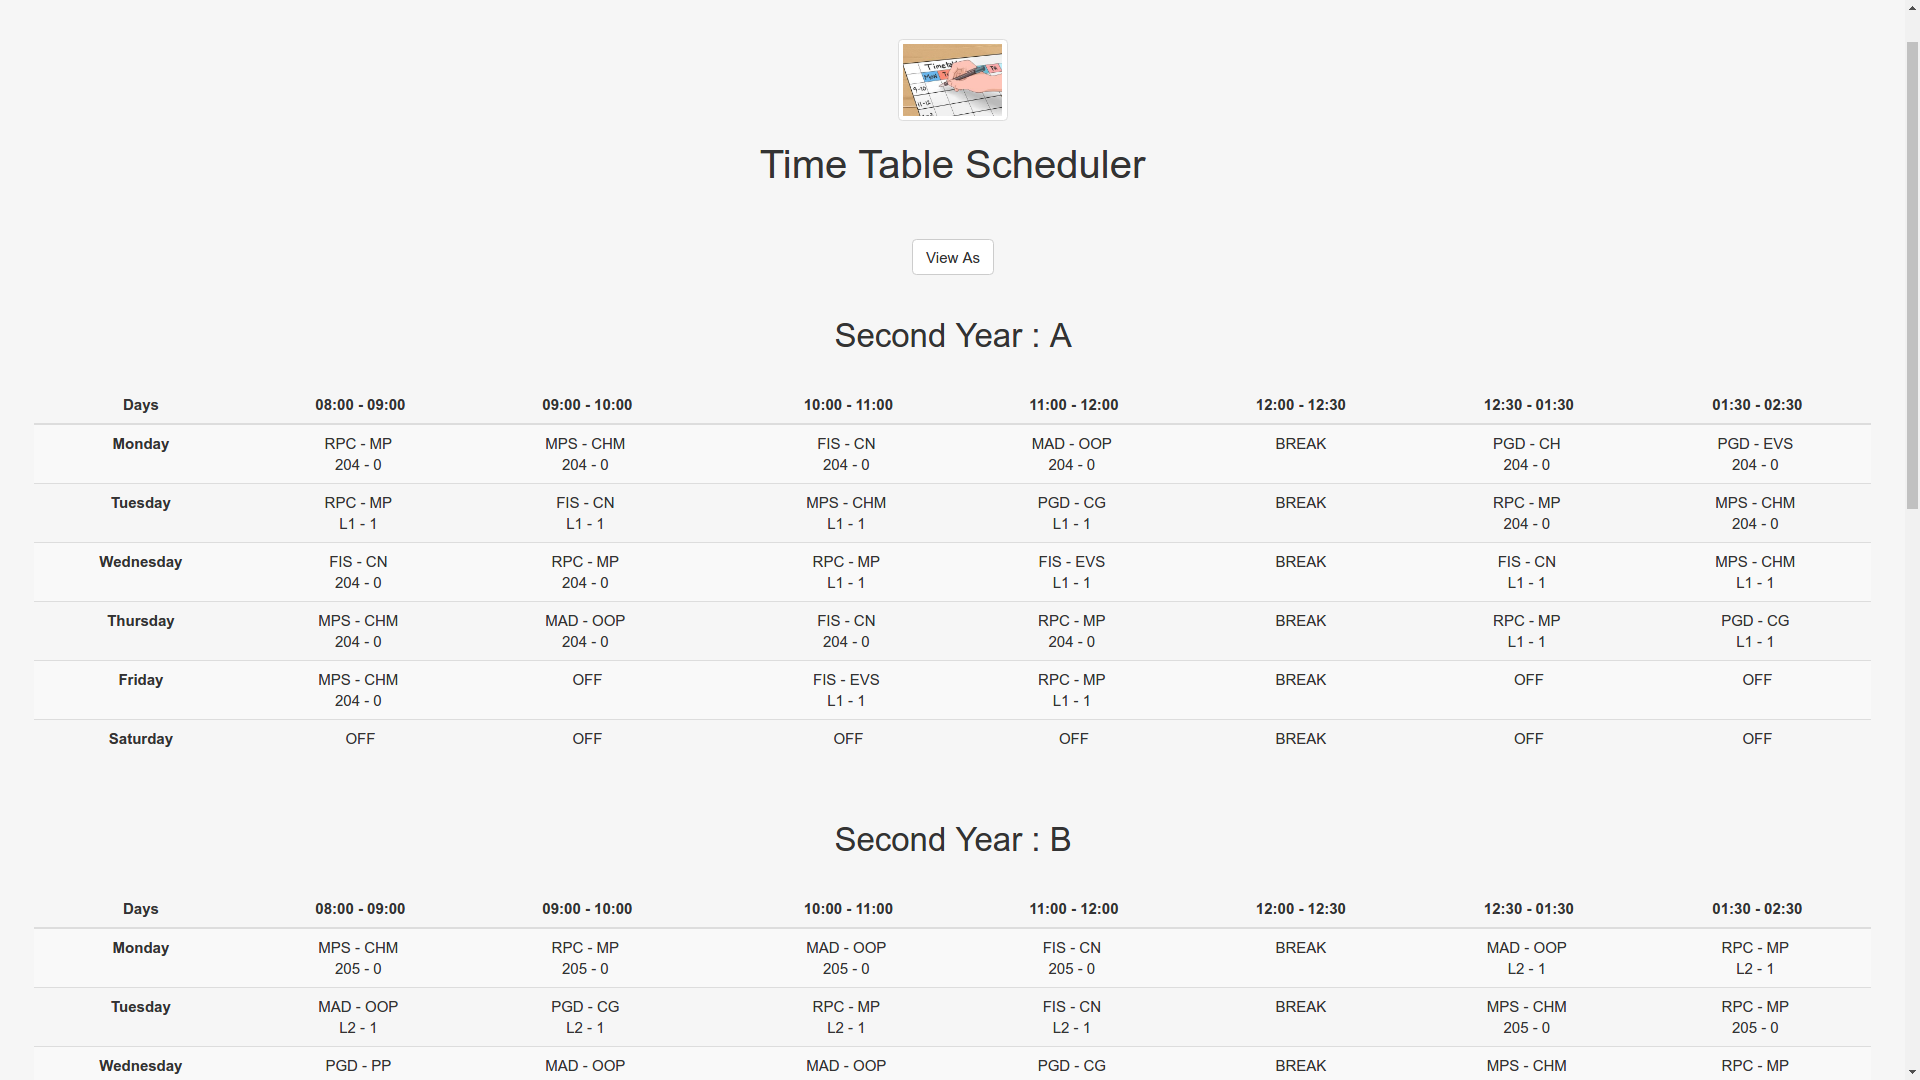 Timetab
Mon T Fri
9-10
11-12
Time Table Scheduler
View As
Second Year : A
Days 08:00 - 09:00 09:00 - 10:00 10:00 - 11:00 11:00 - 12:00 12:00 - 12:30 12:30 - 01:30 01:30 - 02:30
Monday RPC - MP MPS - CHM FIS - CN MAD - OOP BREAK PGD - CH PGD - EVS
204 - 0 204 - 0 204 - 0 204 - 0 204 - 0 204 - 0
Tuesday RPC - MP FIS - CN MPS - CHM PGD - CG BREAK RPC - MP MPS - CHM
L1 - 1 L1 - 1 L1 - 1 L1 - 1 204 - 0 204 - 0
Wednesday FIS - CN RPC - MP RPC - MP FIS - EVS BREAK FIS - CN MPS - CHM
204 - 0 204 - 0 L1 - 1 L1 - 1 L1 - 1 L1 - 1
Thursday MPS - CHM MAD - OOP FIS - CN RPC - MP BREAK RPC - MP PGD - CG
204 - 0 204 - 0 204 - 0 204 - 0 L1 - 1 L1 - 1
Friday MPS - CHM OFF FIS - EVS RPC - MP BREAK OFF OFF
204 - 0 L1 - 1 L1 - 1
Saturday OFF OFF OFF OFF BREAK OFF OFF
Second Year : B
Days 08:00 - 09:00 09:00 - 10:00 10:00 - 11:00 11:00 - 12:00 12:00 - 12:30 12:30 - 01:30 01:30 - 02:30
Monday MPS - CHM RPC - MP MAD - OOP FIS - CN BREAK MAD - OOP RPC - MP
205 - 0 205 - 0 205 - 0 205 - 0 L2 - 1 L2 - 1
Tuesday MAD - OOP PGD - CG RPC - MP FIS - CN BREAK MPS - CHM RPC - MP
L2 - 1 L2 - 1 L2 - 1 L2 - 1 205 - 0 205 - 0
Wednesday PGD - PP MAD - OOP MAD - OOP PGD - CG BREAK MPS - CHM RPC - MP